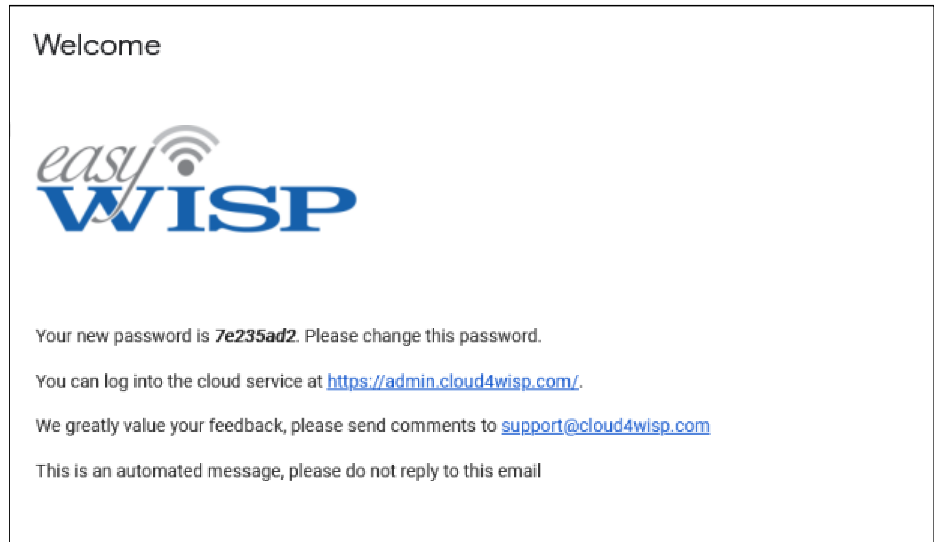 Welcome
easy
WISP
Your new password is 7e235ad2. Please change this password.
You can log into the cloud service at https://admin.cloud4wisp.com/.
We greatly value your feedback, please send comments to support@cloud4wisp.com
This is an automated message, please do not reply to this email